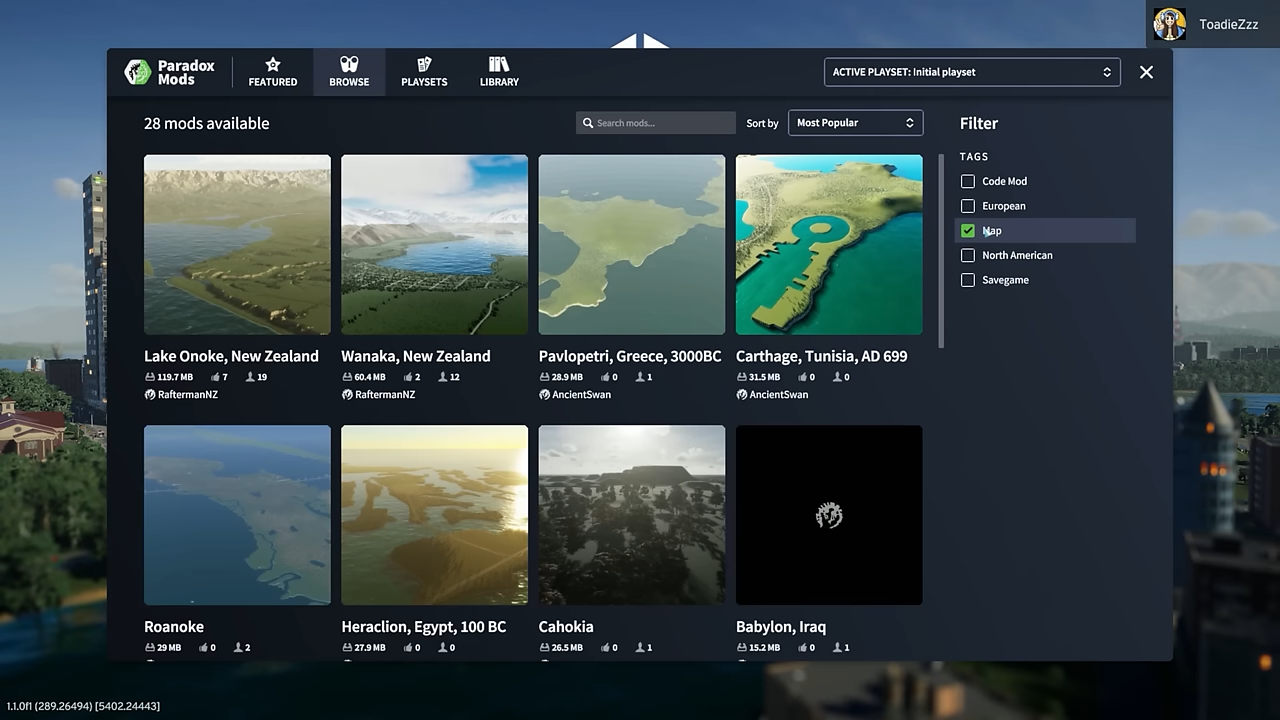 ToadieZzz
Paradox
Mods
FEATURED
BROWSE
PLAYSETS
LIBRARY
ACTIVE PLAYSET: Initial playset
28 mods available
Search mods...
Sort by
Most Popular
Filter
TAGS
Code Mod
European
Map
North American
Savegame
Lake Onoke, New Zealand
119.7 MB 7 19
RaftermanNZ
Wanaka, New Zealand
60.4 MB 2 12
RaftermanNZ
Pavlopetri, Greece, 3000BC
28.9 MB 0 1
AncientSwan
Carthage, Tunisia, AD 699
31.5 MB 0 0
AncientSwan
Roanoke
29 MB 0 2
Heraclion, Egypt, 100 BC
27.9 MB 0 0
Cahokia
26.5 MB 0 1
Babylon, Iraq
15.2 MB 0 1
1.1.0f1 (289.26494) [5402.24443]